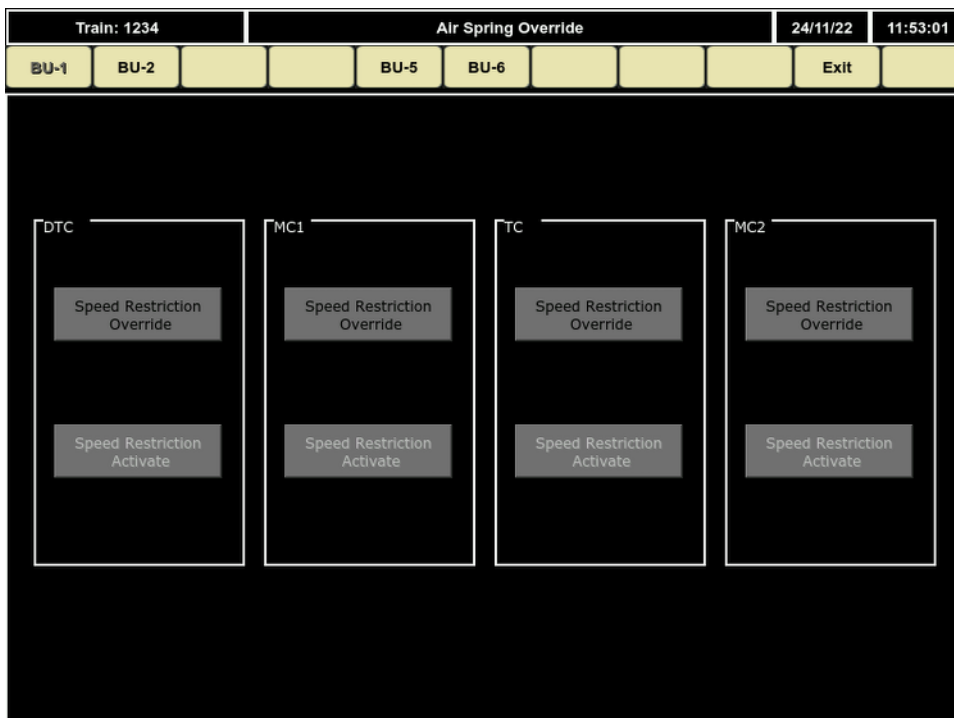 Train: 1234 Air Spring Override 24/11/22 11:53:01
BU-1 BU-2 BU-5 BU-6 Exit
DTC MC1 TC MC2
Speed Restriction Speed Restriction Speed Restriction Speed Restriction
Override Override Override Override
Speed Restriction Speed Restriction Speed Restriction Speed Restriction
Activate Activate Activate Activate